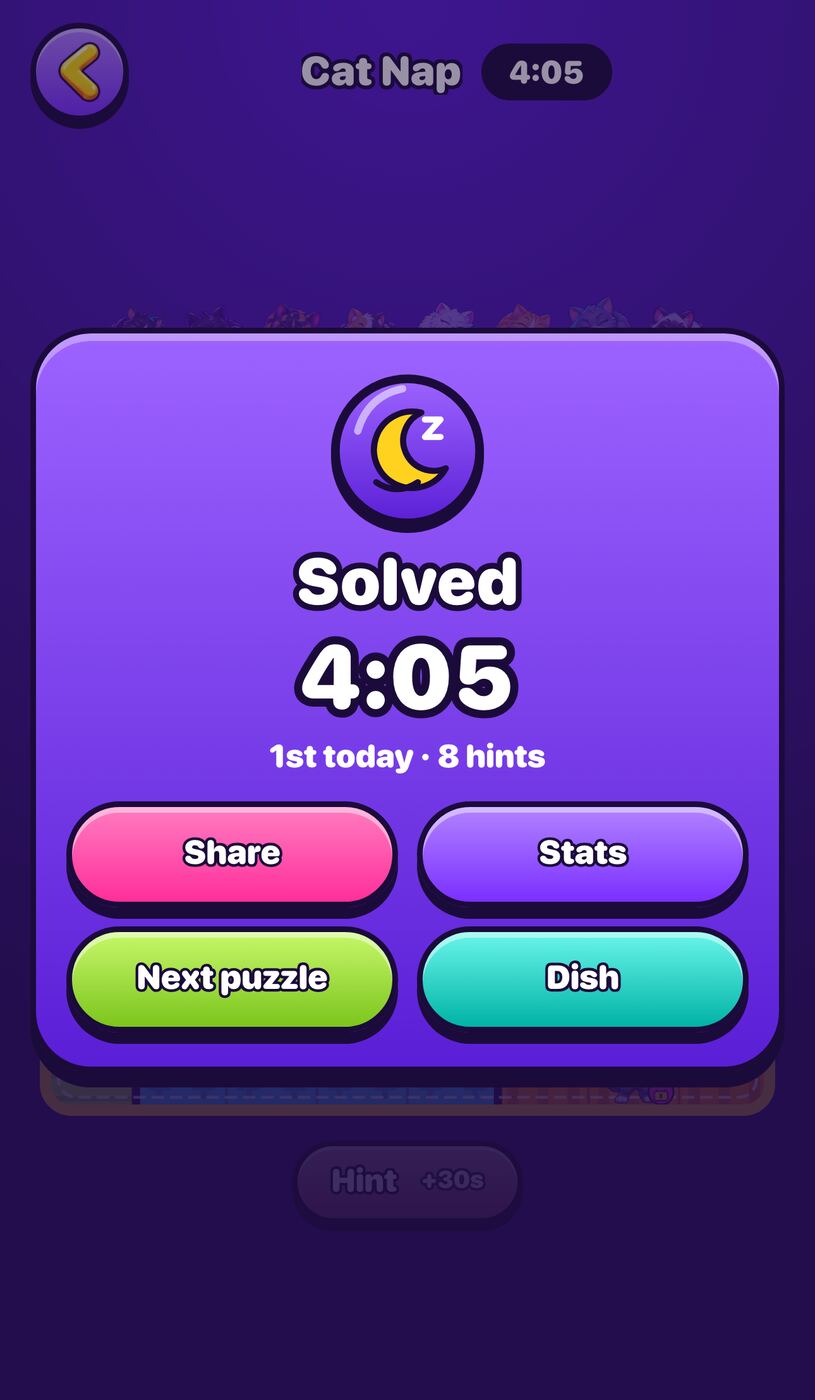 Cat Nap 4:05
z
Solved
4:05
1st today · 8 hints
Share
Stats
Next puzzle
Dish
Hint +30s